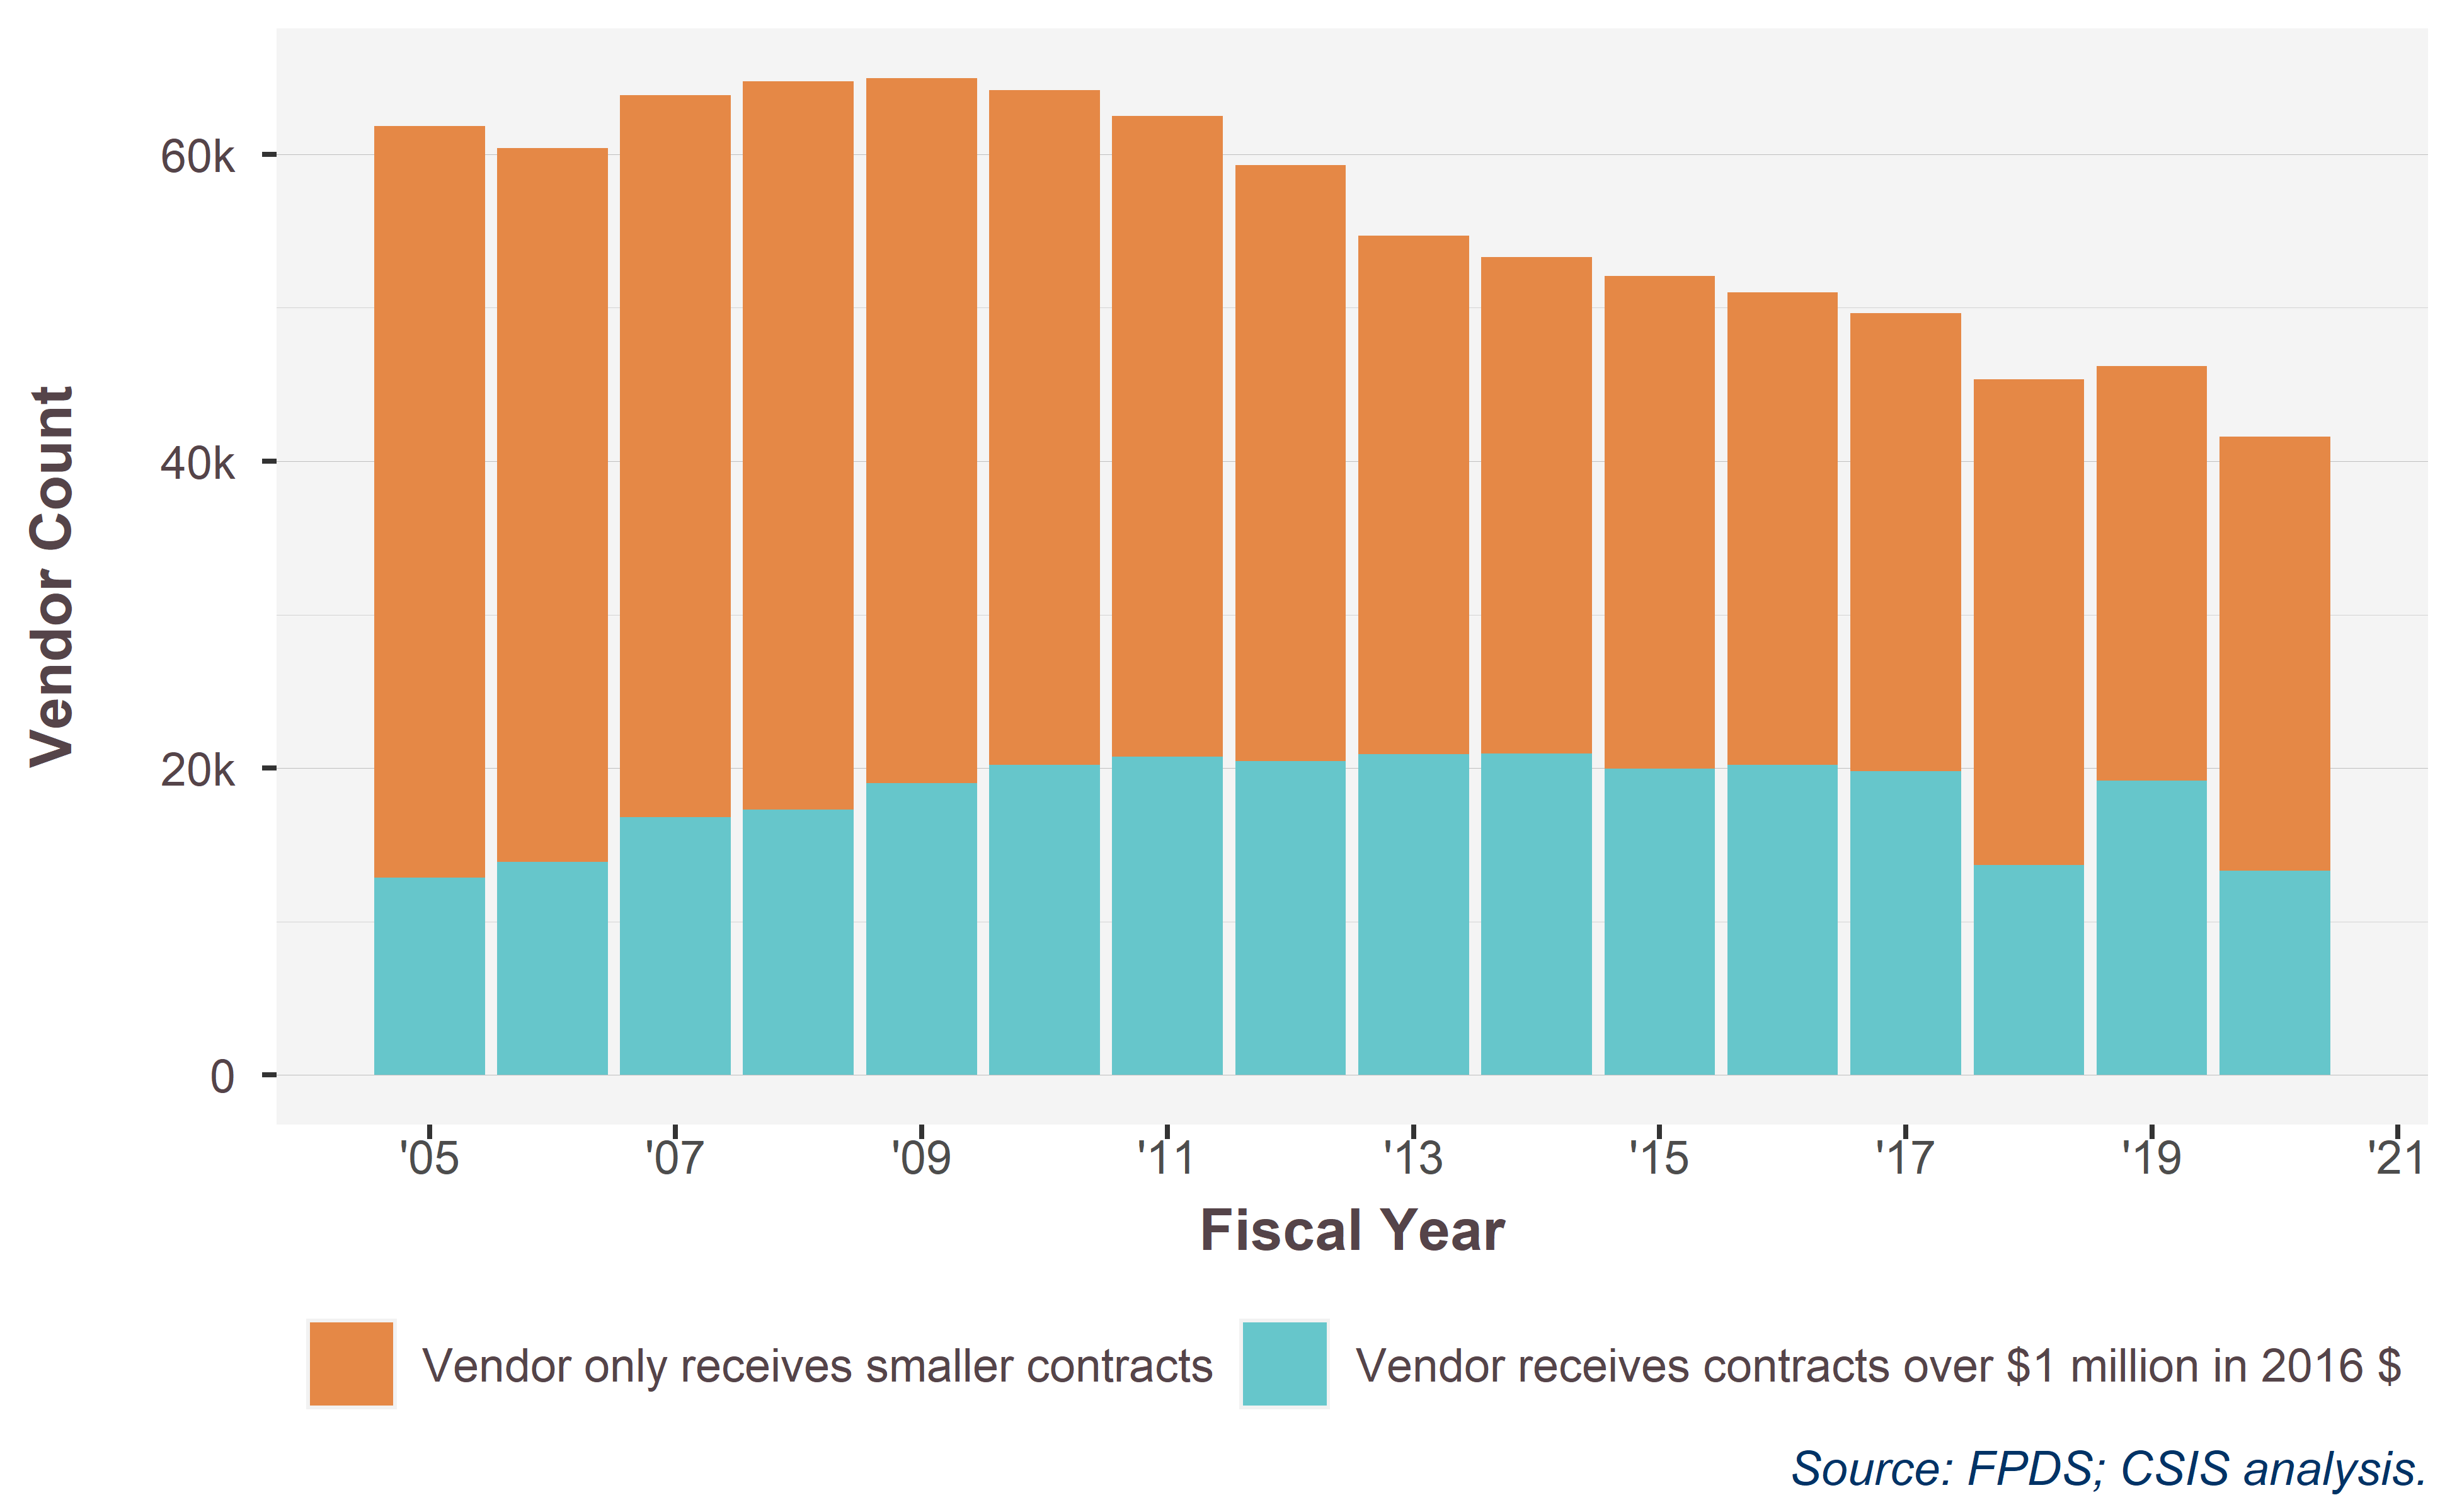 60k
40k
20k
0
Vendor Count
'05 '07 '09 '11 '13 '15 '17 '19 '21
Fiscal Year
Vendor only receives smaller contracts Vendor receives contracts over $1 million in 2016 $
Source: FPDS; CSIS analysis.